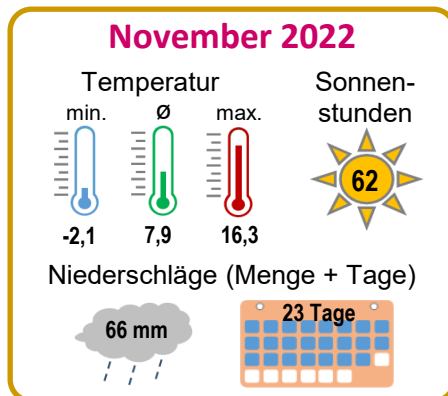 November 2022
Temperatur
min. Ø max.
-2,1 7,9 16,3
Sonnen-
stunden
62
Niederschläge (Menge + Tage)
66 mm
23 Tage